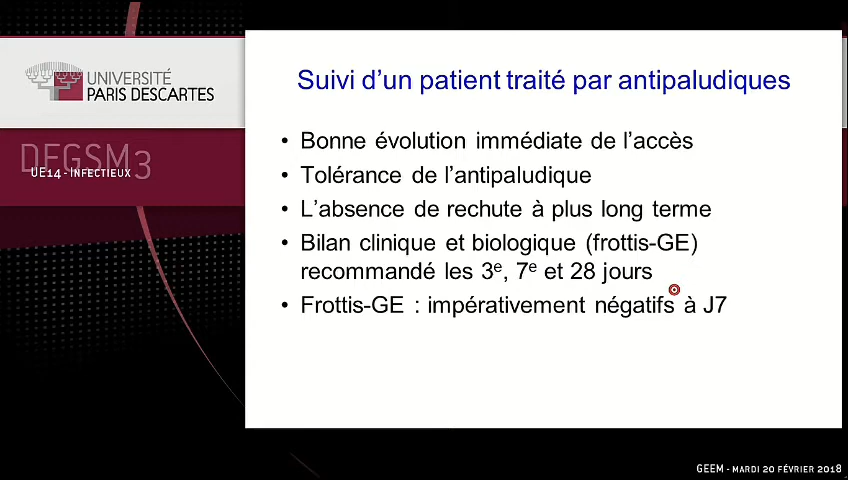 UNIVERSITÉ
PARIS DESCARTES
DFGSM3
UE14 - INFECTIEUX
Suivi d’un patient traité par antipaludiques
• Bonne évolution immédiate de l’accès
• Tolérance de l’antipaludique
• L’absence de rechute à plus long terme
• Bilan clinique et biologique (frottis-GE)
recommandé les 3e, 7e et 28 jours
• Frottis-GE : impérativement négatifs à J7
GEEM - MARDI 20 FÉVRIER 2018